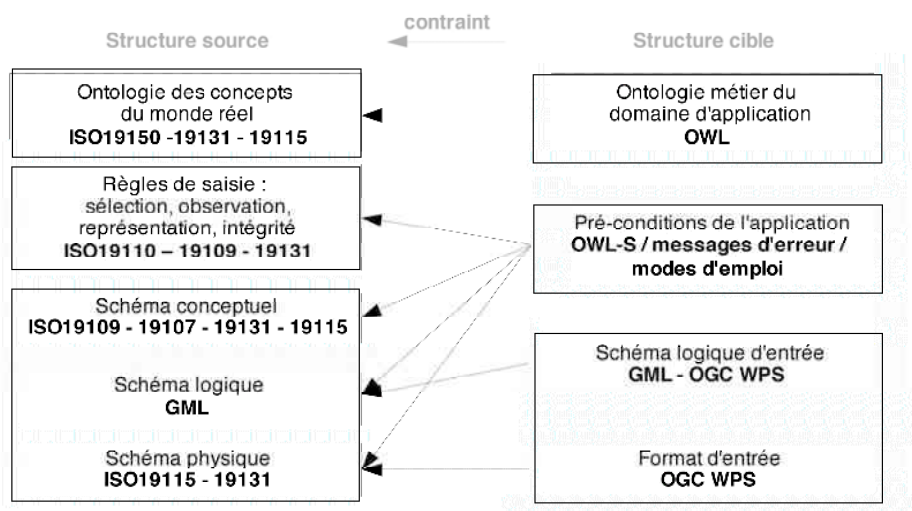 contraint
Structure source
Structure cible
Ontologie des concepts
du monde réel
ISO19150 -19131 - 19115
Règles de saisie :
sélection, observation,
représentation, intégrité
ISO19110 – 19109 - 19131
Schéma conceptuel
ISO19109 - 19107 - 19131 - 19115
Schéma logique
GML
Schéma physique
ISO19115 - 19131
Ontologie métier du
domaine d'application
OWL
Pré-conditions de l'application
OWL-S / messages d'erreur /
modes d'emploi
Schéma logique d'entrée
GML - OGC WPS
Format d'entrée
OGC WPS